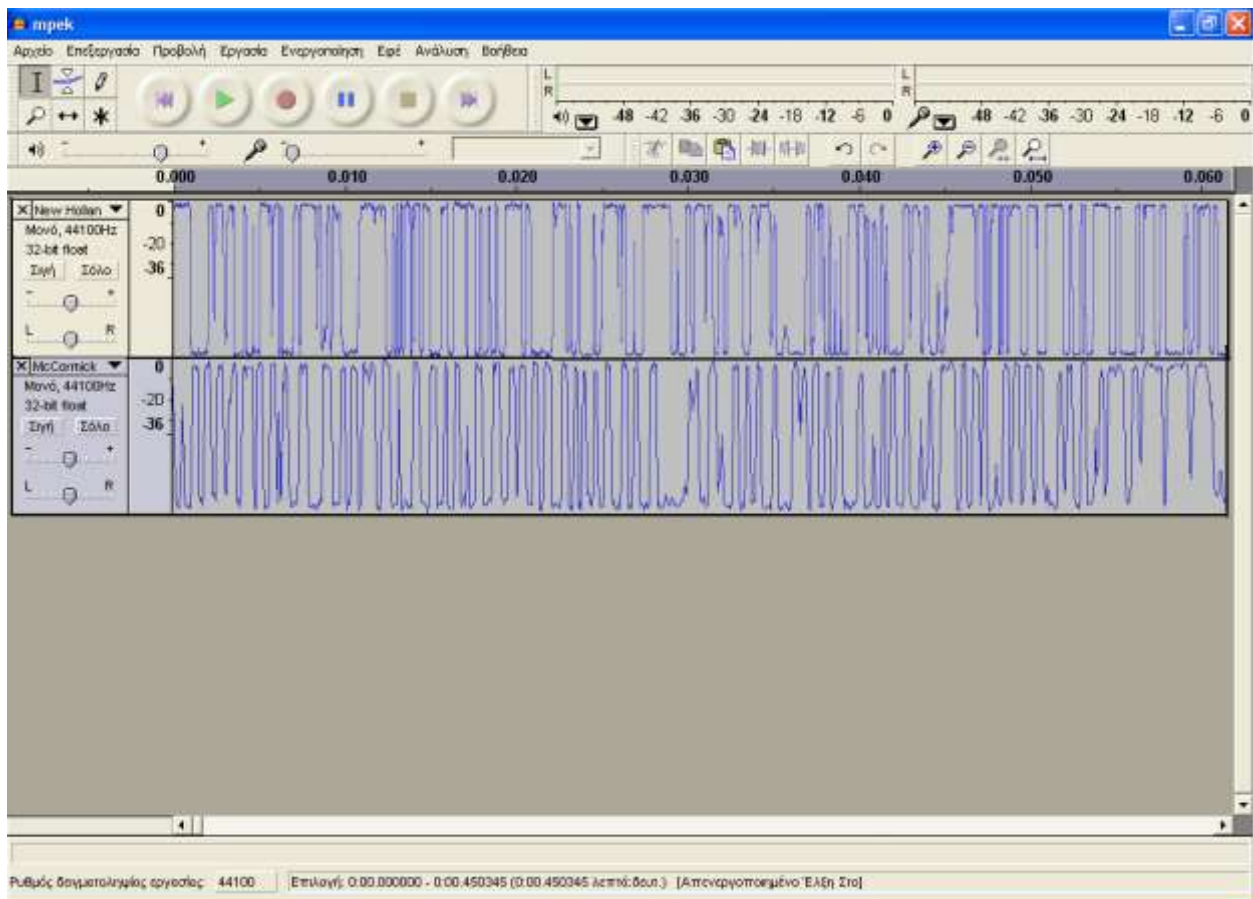 mpek
Αρχείο Επεξεργασία Προβολή Εργασία Ενεργοποίηση Εφέ Ανάλυση Βοήθεια
L
R
-48 -42 -36 -30 -24 -18 -12 -6 0
L
R
-48 -42 -36 -30 -24 -18 -12 -6 0
- + - +
0.000 0.010 0.020 0.030 0.040 0.050 0.060
X New Hollan
Μονό, 44100Hz
32-bit float
Σιγή Σόλο
- +
L R
0
-20
-36
X McCormick
Μονό, 44100Hz
32-bit float
Σιγή Σόλο
- +
L R
0
-20
-36
Ρυθμός δειγματοληψίας εργασίας: 44100 Επιλογή: 0:00.000000 - 0:00.450345 (0:00.450345 λεπτά:δευτ.) [Απενεργοποιημένο Έλξη Στο]